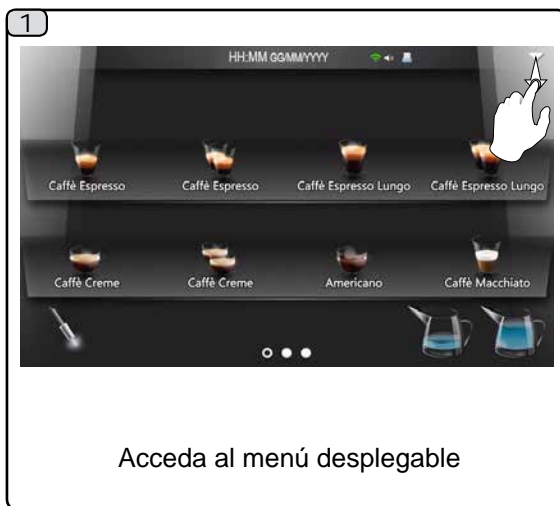 1
HH:MM GG/MM/YYYY
Caffè Espresso Caffè Espresso Caffè Espresso Lungo Caffè Espresso Lungo
Caffè Creme Caffè Creme Americano Caffè Macchiato
Acceda al menú desplegable